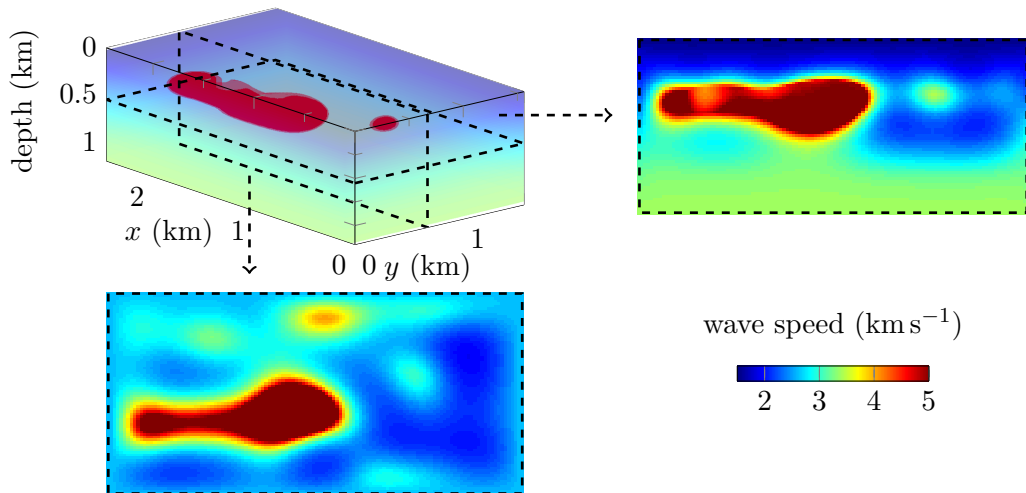 depth (km)
0
0.5
1
2
x (km) 1
0 0 y (km)
1
wave speed (km s⁻¹)
2 3 4 5